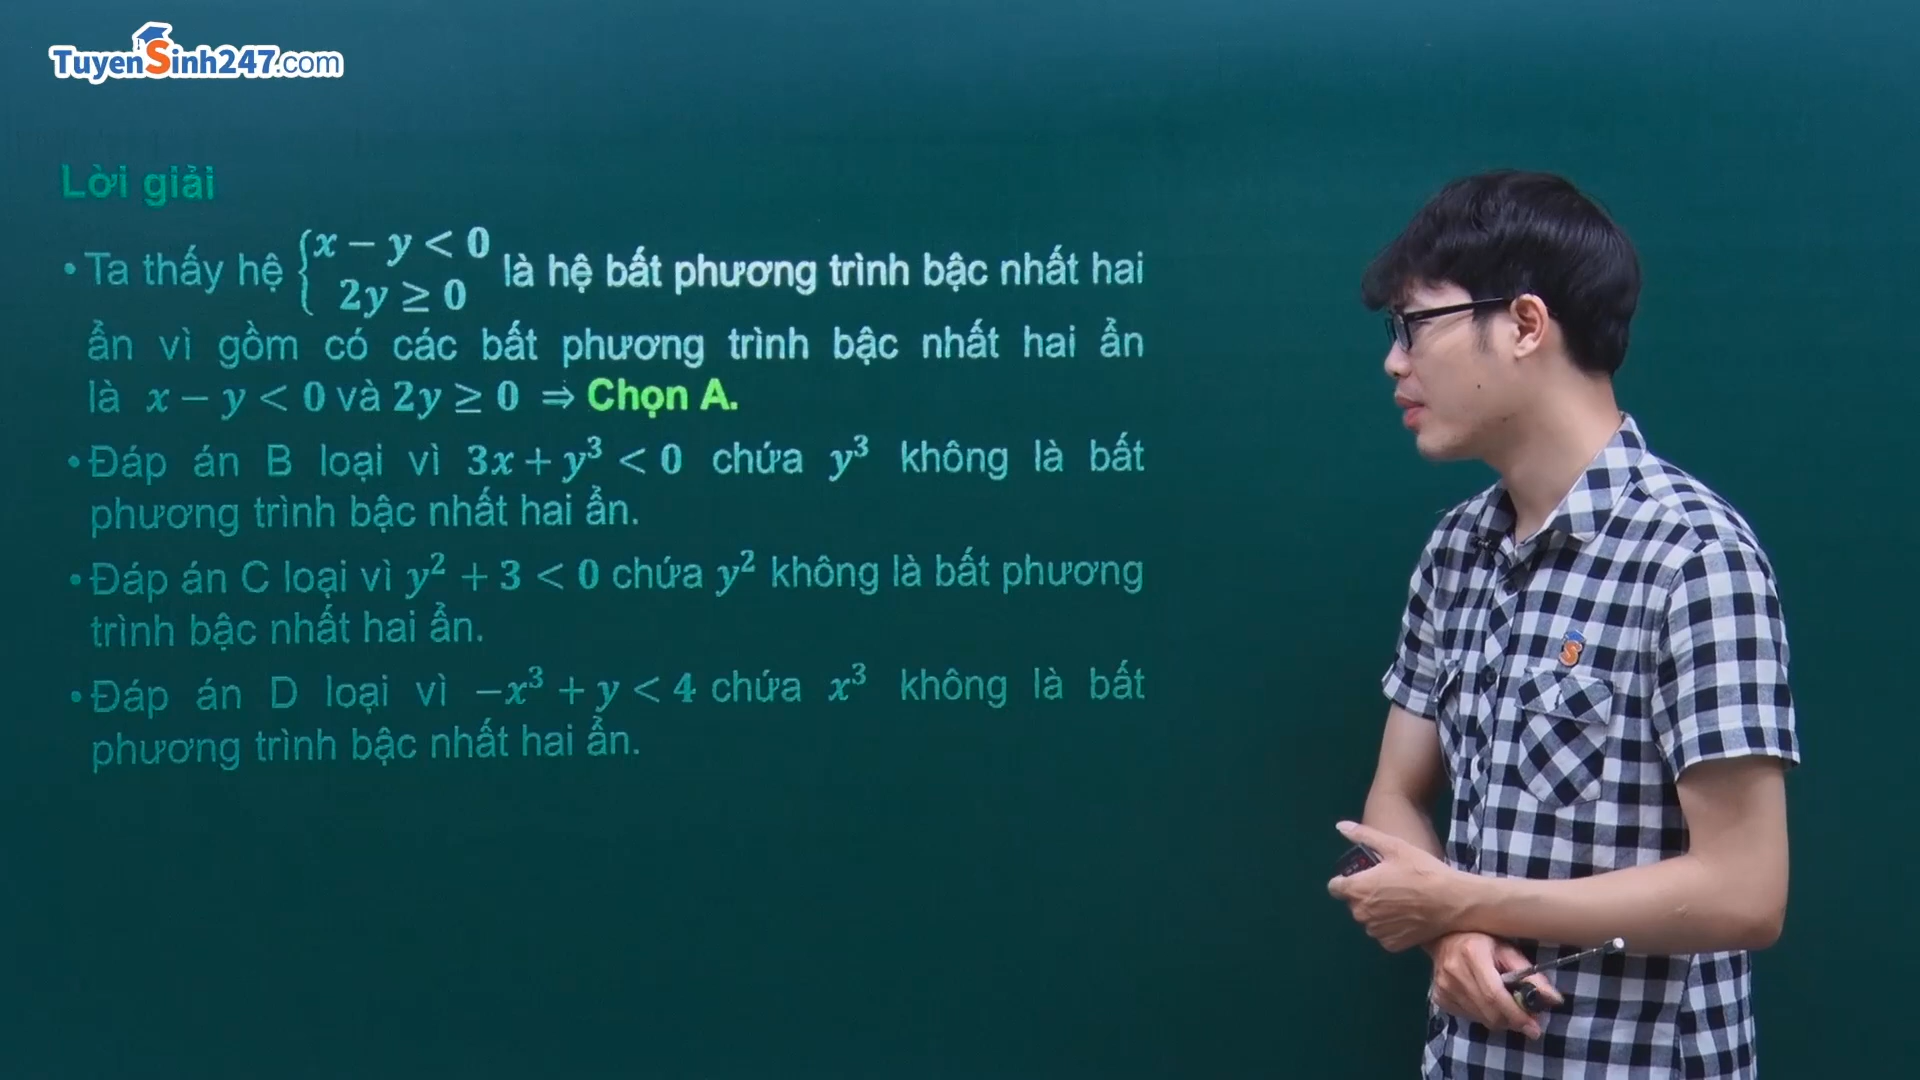 TuyenSinh247.com
Lời giải
• Ta thấy hệ {x − y < 0
2y ≥ 0 là hệ bất phương trình bậc nhất hai
ẩn vì gồm có các bất phương trình bậc nhất hai ẩn
là x − y < 0 và 2y ≥ 0 ⇒ Chọn A.
• Đáp án B loại vì 3x + y³ < 0 chứa y³ không là bất
phương trình bậc nhất hai ẩn.
• Đáp án C loại vì y² + 3 < 0 chứa y² không là bất phương
trình bậc nhất hai ẩn.
• Đáp án D loại vì −x³ + y < 4 chứa x³ không là bất
phương trình bậc nhất hai ẩn.